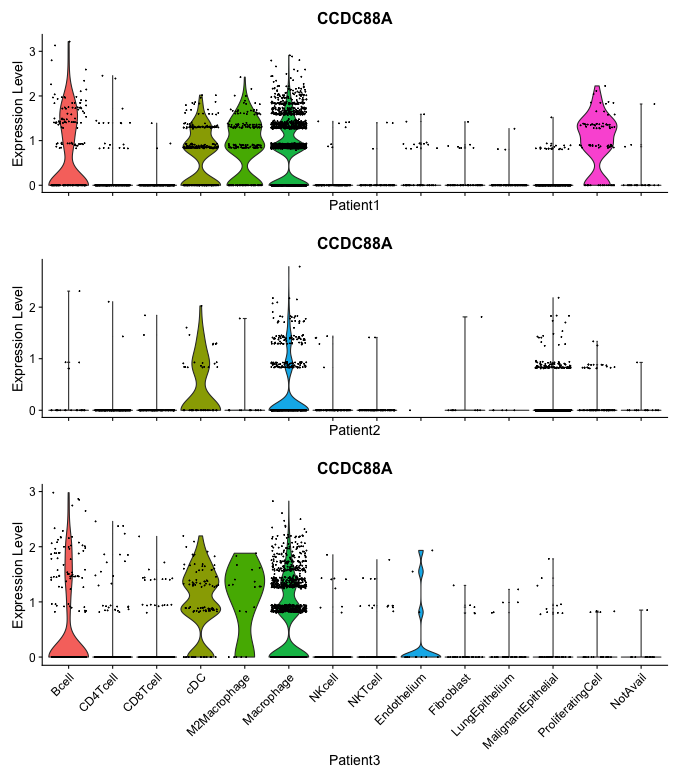 CCDC88A
Expression Level
3
2
1
0
Patient1
CCDC88A
Expression Level
2
1
0
Patient2
CCDC88A
Expression Level
3
2
1
0
Bcell
CD4Tcell
CD8Tcell
cDC
M2Macrophage
Macrophage
NKcell
NKTcell
Endothelium
Fibroblast
LungEpithelium
MalignantEpithelial
ProliferatingCell
NotAvail
Patient3